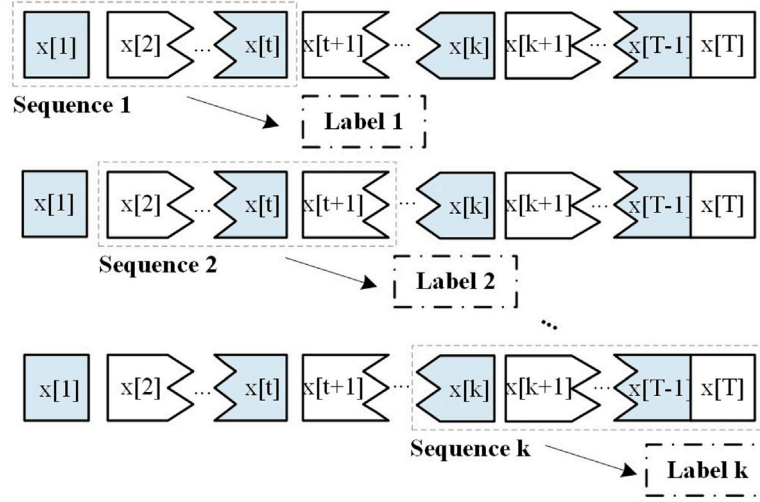 x[1] x[2] ... x[t] x[t+1] ... x[k] x[k+1] ... x[T-1] x[T]
Sequence 1
Label 1
x[1] x[2] ... x[t] x[t+1] ... x[k] x[k+1] ... x[T-1] x[T]
Sequence 2
Label 2
...
x[1] x[2] ... x[t] x[t+1] ... x[k] x[k+1] ... x[T-1] x[T]
Sequence k
Label k